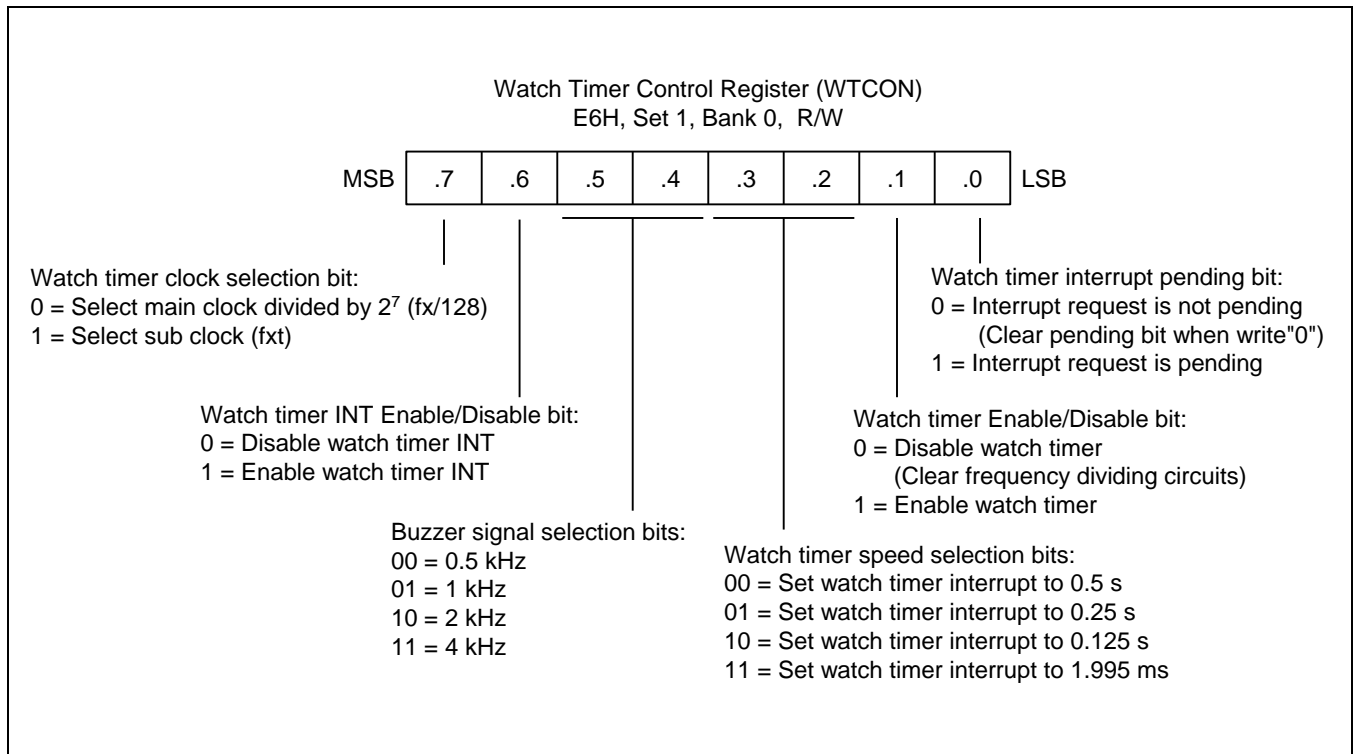 Watch Timer Control Register (WTCON)
E6H, Set 1, Bank 0, R/W
MSB .7 .6 .5 .4 .3 .2 .1 .0 LSB
Watch timer clock selection bit:
0 = Select main clock divided by 2⁷ (fx/128)
1 = Select sub clock (fxt)
Watch timer interrupt pending bit:
0 = Interrupt request is not pending
(Clear pending bit when write"0")
1 = Interrupt request is pending
Watch timer INT Enable/Disable bit:
0 = Disable watch timer INT
1 = Enable watch timer INT
Watch timer Enable/Disable bit:
0 = Disable watch timer
(Clear frequency dividing circuits)
1 = Enable watch timer
Buzzer signal selection bits:
00 = 0.5 kHz
01 = 1 kHz
10 = 2 kHz
11 = 4 kHz
Watch timer speed selection bits:
00 = Set watch timer interrupt to 0.5 s
01 = Set watch timer interrupt to 0.25 s
10 = Set watch timer interrupt to 0.125 s
11 = Set watch timer interrupt to 1.995 ms